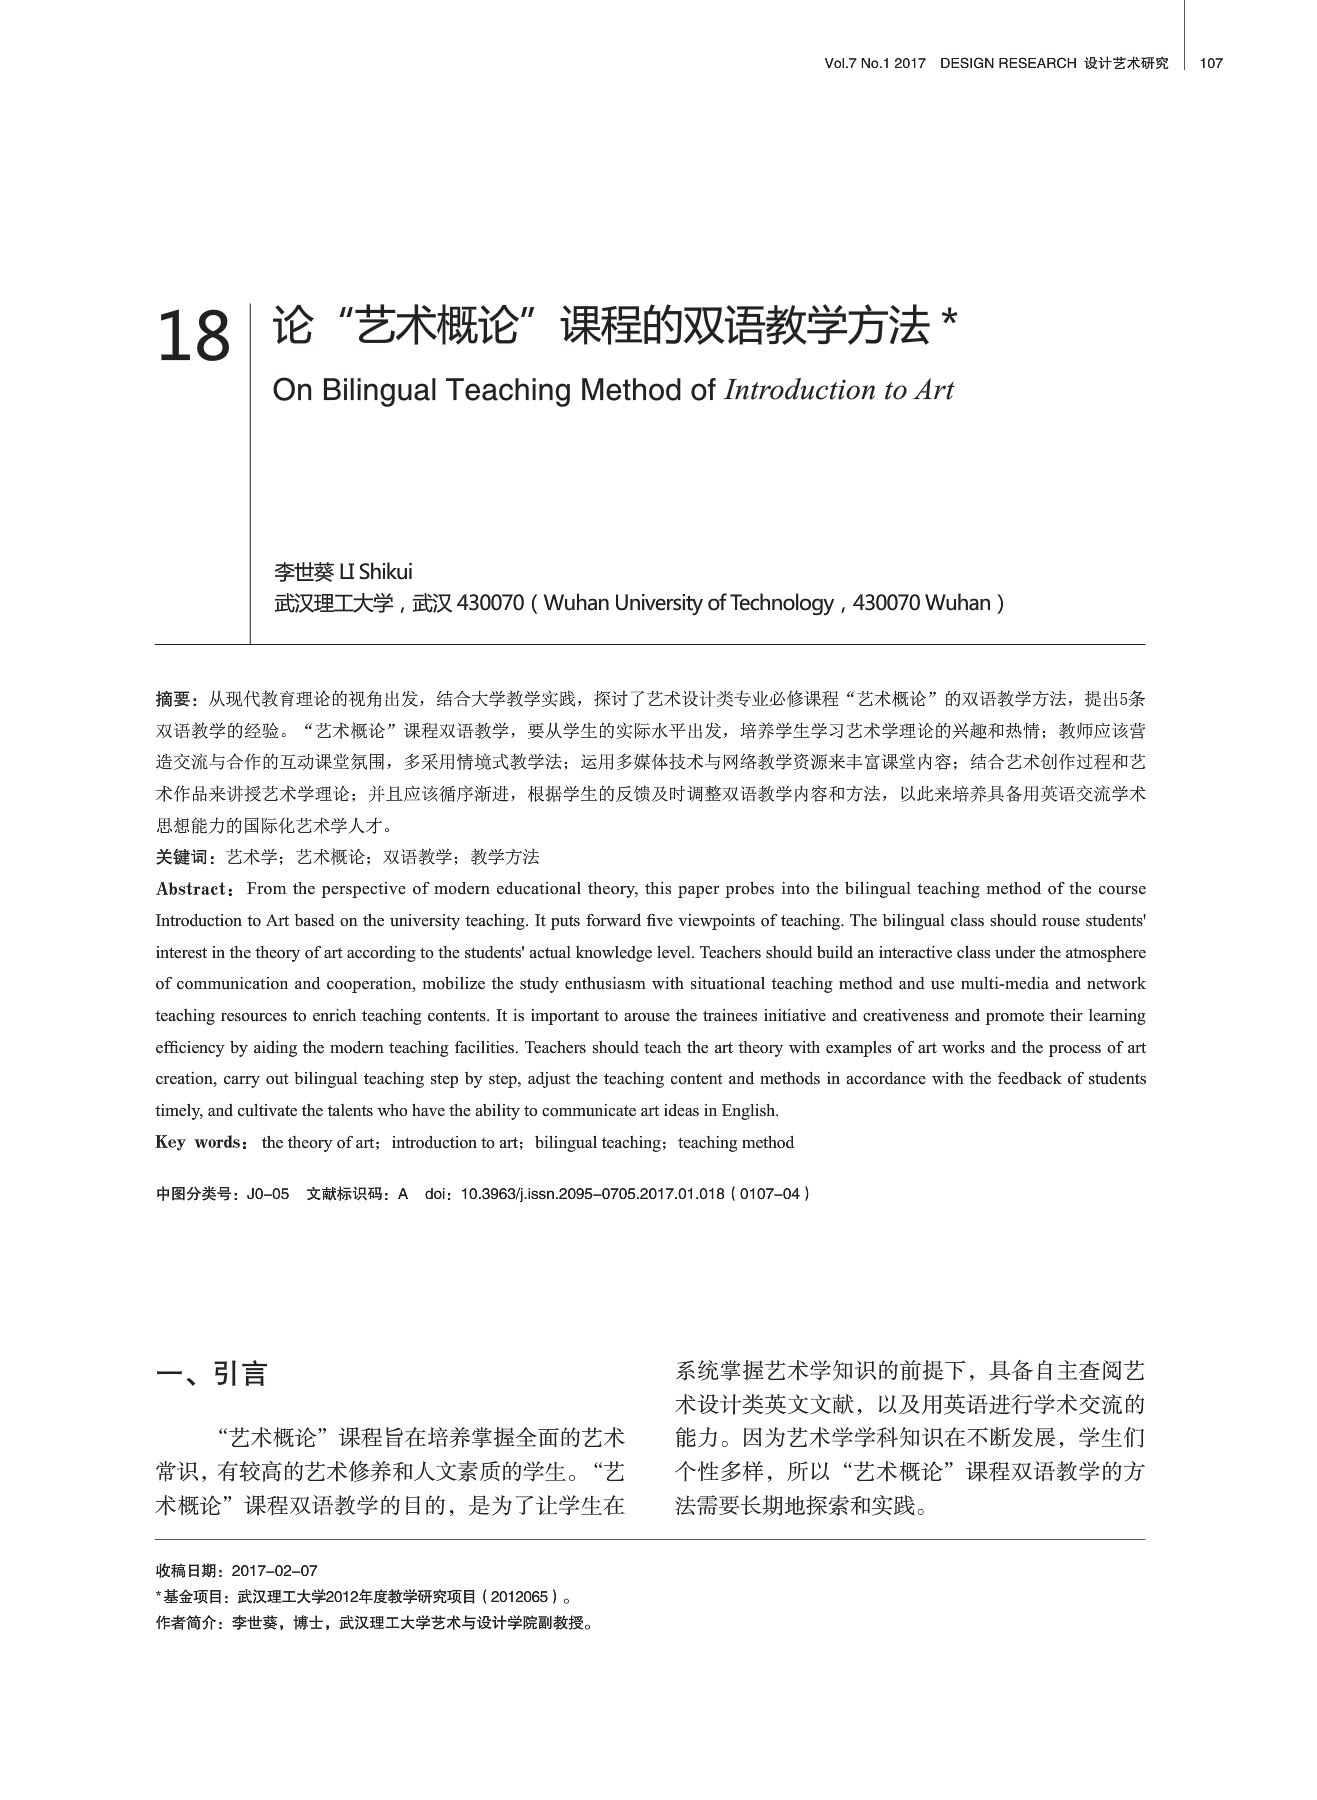 Vol.7 No.1 2017 DESIGN RESEARCH 设计艺术研究 107
18
论“艺术概论”课程的双语教学方法*
On Bilingual Teaching Method of Introduction to Art
李世葵 LI Shikui
武汉理工大学，武汉 430070（Wuhan University of Technology，430070 Wuhan）
摘要：从现代教育理论的视角出发，结合大学教学实践，探讨了艺术设计类专业必修课程“艺术概论”的双语教学方法，提出5条
双语教学的经验。“艺术概论”课程双语教学，要从学生的实际水平出发，培养学生学习艺术学理论的兴趣和热情；教师应该营
造交流与合作的互动课堂氛围，多采用情境式教学法；运用多媒体技术与网络教学资源来丰富课堂内容；结合艺术创作过程和艺
术作品来讲授艺术学理论；并且应该循序渐进，根据学生的反馈及时调整双语教学内容和方法，以此来培养具备用英语交流学术
思想能力的国际化艺术学人才。
关键词：艺术学；艺术概论；双语教学；教学方法
Abstract：From the perspective of modern educational theory, this paper probes into the bilingual teaching method of the course
Introduction to Art based on the university teaching. It puts forward five viewpoints of teaching. The bilingual class should rouse students'
interest in the theory of art according to the students' actual knowledge level. Teachers should build an interactive class under the atmosphere
of communication and cooperation, mobilize the study enthusiasm with situational teaching method and use multi-media and network
teaching resources to enrich teaching contents. It is important to arouse the trainees initiative and creativeness and promote their learning
efficiency by aiding the modern teaching facilities. Teachers should teach the art theory with examples of art works and the process of art
creation, carry out bilingual teaching step by step, adjust the teaching content and methods in accordance with the feedback of students
timely, and cultivate the talents who have the ability to communicate art ideas in English.
Key words：the theory of art；introduction to art；bilingual teaching；teaching method
中图分类号：J0-05 文献标识码：A doi：10.3963/j.issn.2095-0705.2017.01.018（0107-04）
一、引言
“艺术概论”课程旨在培养掌握全面的艺术
常识，有较高的艺术修养和人文素质的学生。“艺
术概论”课程双语教学的目的，是为了让学生在
系统掌握艺术学知识的前提下，具备自主查阅艺
术设计类英文文献，以及用英语进行学术交流的
能力。因为艺术学学科知识在不断发展，学生们
个性多样，所以“艺术概论”课程双语教学的方
法需要长期地探索和实践。
收稿日期：2017-02-07
*基金项目：武汉理工大学2012年度教学研究项目（2012065）。
作者简介：李世葵，博士，武汉理工大学艺术与设计学院副教授。